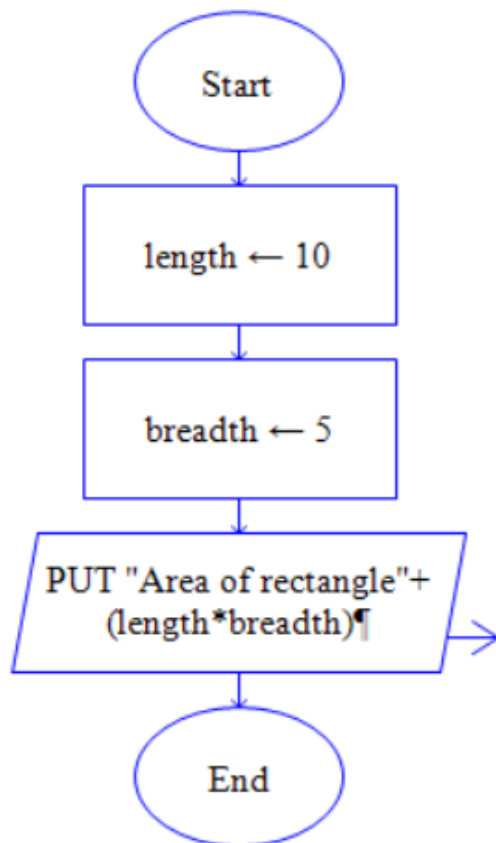 Start
length ← 10
breadth ← 5
PUT "Area of rectangle"+
(length*breadth)¶
End